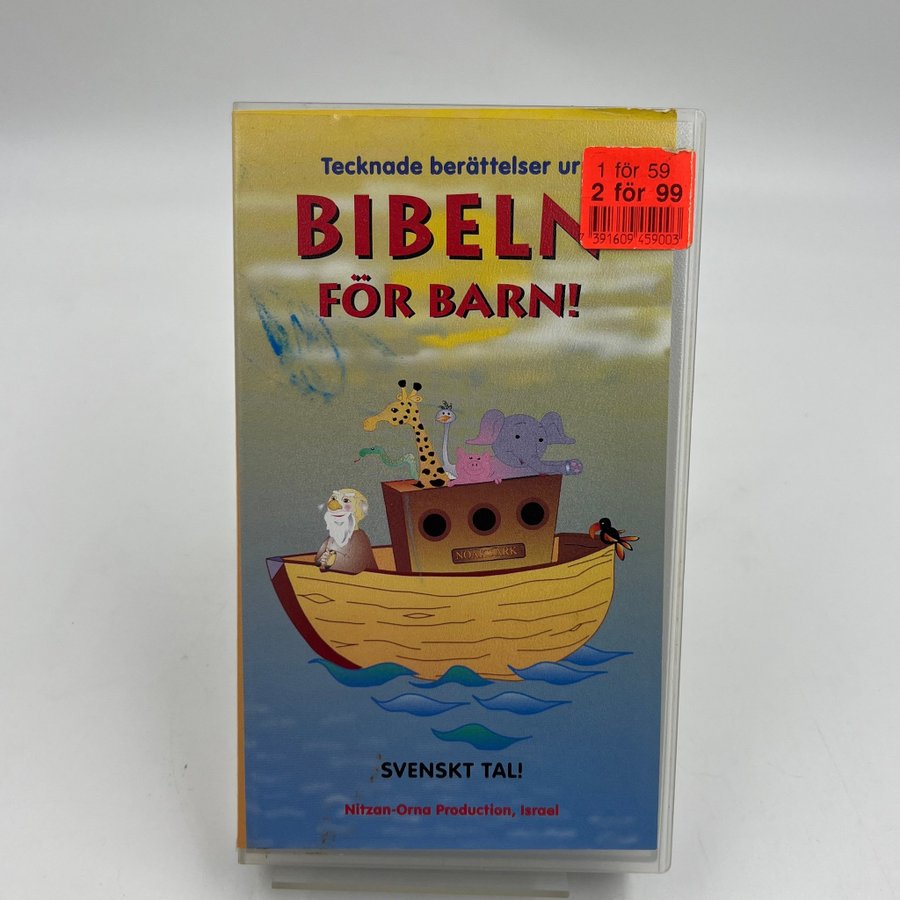 Tecknade berättelser ur
BIBELN
FÖR BARN!
1 för 59
2 för 99
7 391609 459003
NOAKS ARK
SVENSKT TAL!
Nitzan-Orna Production, Israel